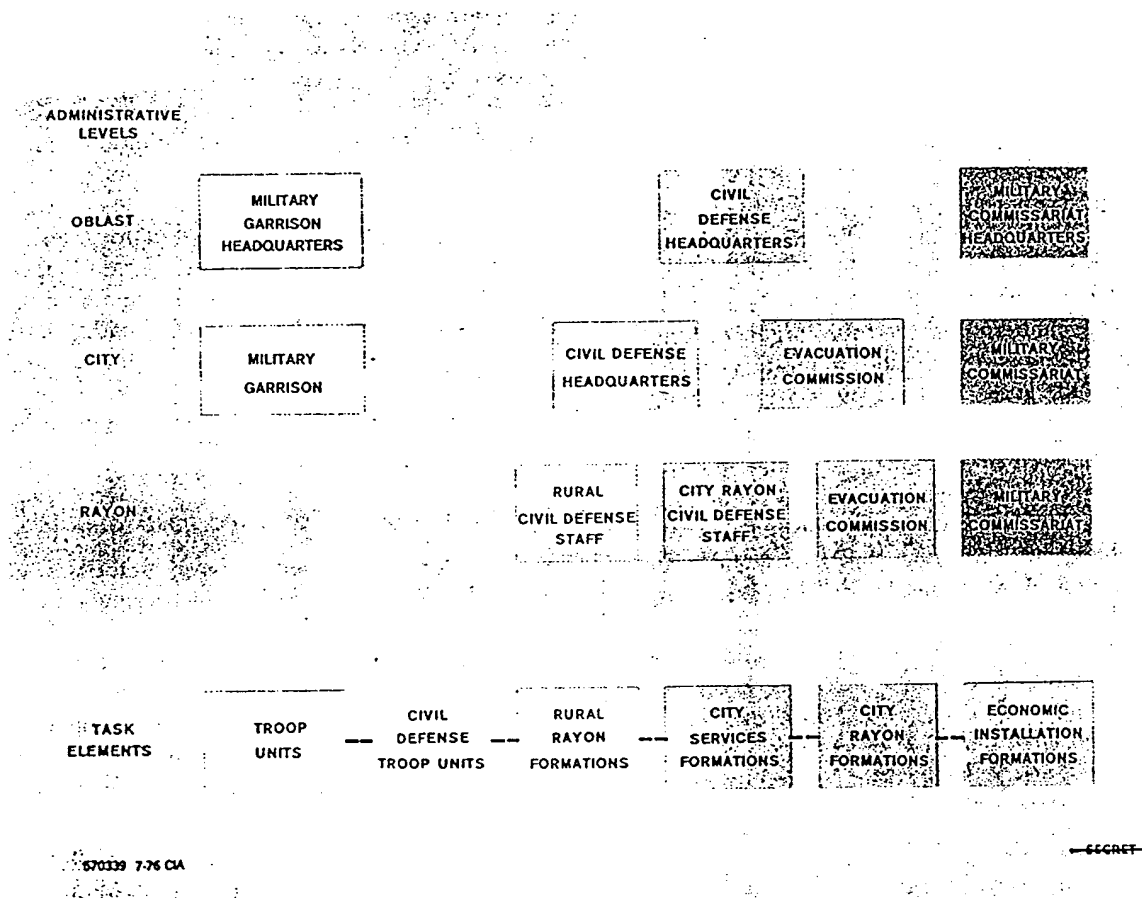 ADMINISTRATIVE
LEVELS
OBLAST
MILITARY
GARRISON
HEADQUARTERS
CIVIL
DEFENSE
HEADQUARTERS
MILITARY
COMMISSARIAT
HEADQUARTERS
CITY
MILITARY
GARRISON
CIVIL DEFENSE
HEADQUARTERS
EVACUATION
COMMISSION
MILITARY
COMMISSARIAT
RAYON
RURAL
CIVIL DEFENSE
STAFF
CITY RAYON
CIVIL DEFENSE
STAFF
EVACUATION
COMMISSION
MILITARY
COMMISSARIAT
TASK
ELEMENTS
TROOP
UNITS
CIVIL
DEFENSE
TROOP UNITS
RURAL
RAYON
FORMATIONS
CITY
SERVICES
FORMATIONS
CITY
RAYON
FORMATIONS
ECONOMIC
INSTALLATION
FORMATIONS
570339 7-76 CIA
SECRET